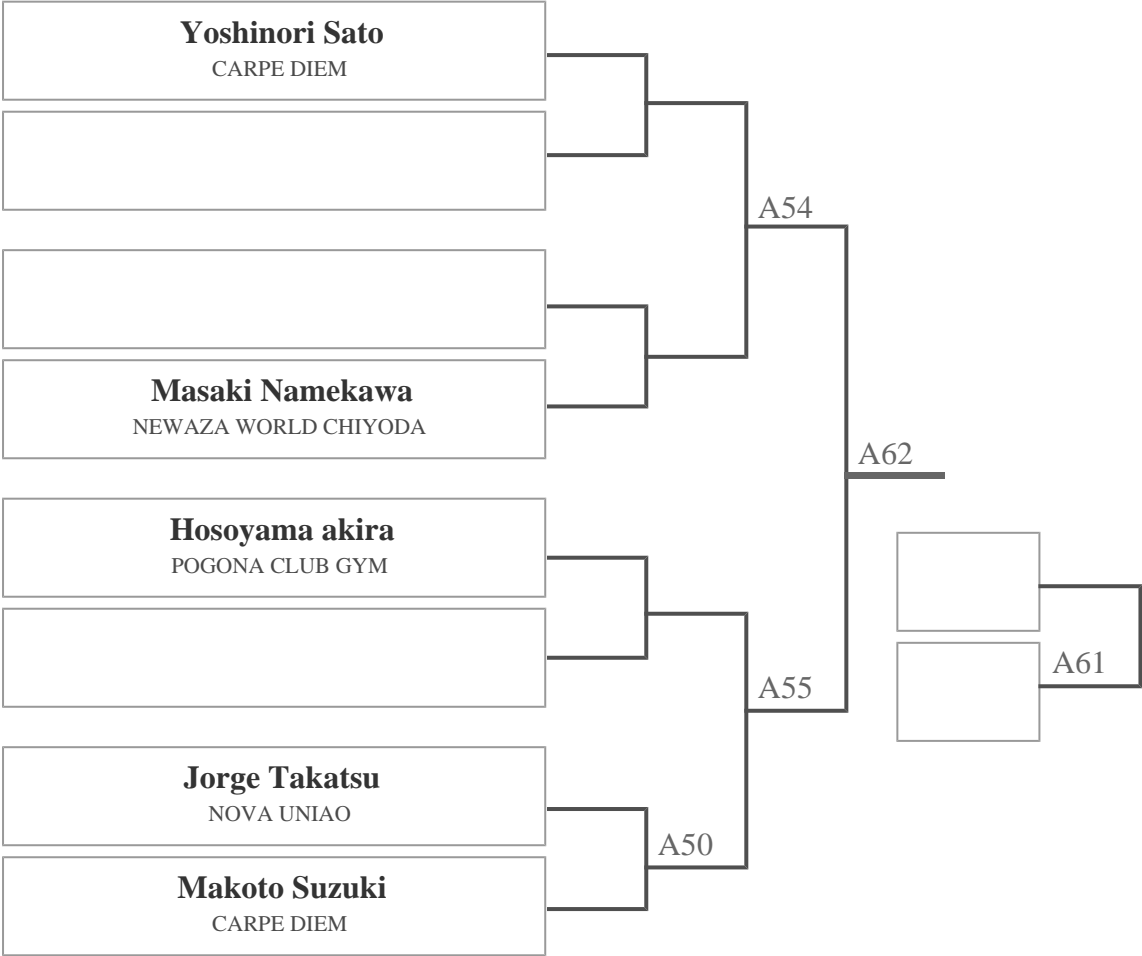 Yoshinori Sato
CARPE DIEM
A54
Masaki Namekawa
NEWAZA WORLD CHIYODA
A62
Hosoyama akira
POGONA CLUB GYM
A61
A55
Jorge Takatsu
NOVA UNIAO
A50
Makoto Suzuki
CARPE DIEM